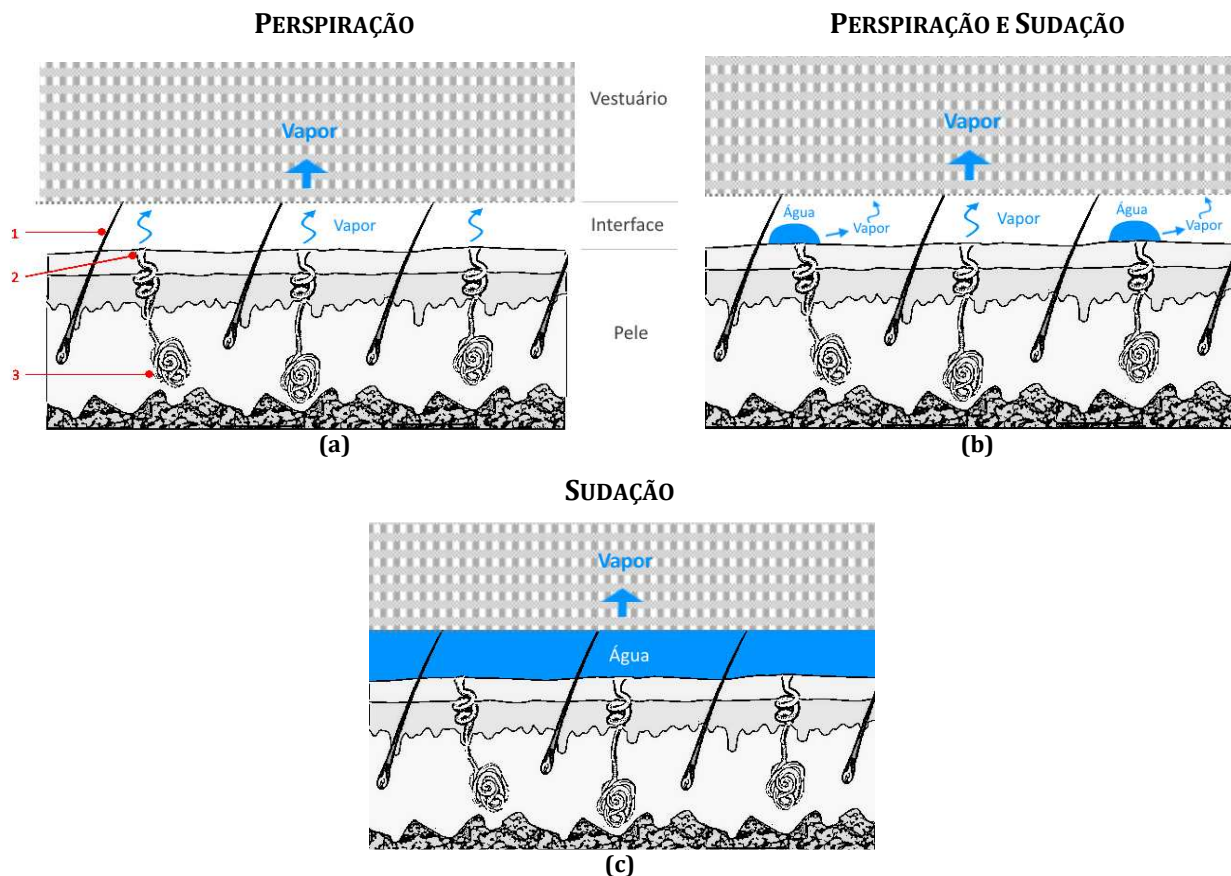 PERSPIRAÇÃO
PERSPIRAÇÃO E SUDAÇÃO
Vapor
Vestuário
Vapor
1
Vapor
Interface
Água
Vapor
Vapor
Água
Vapor
2
Pele
3
(a)
(b)
SUDAÇÃO
Vapor
Água
(c)